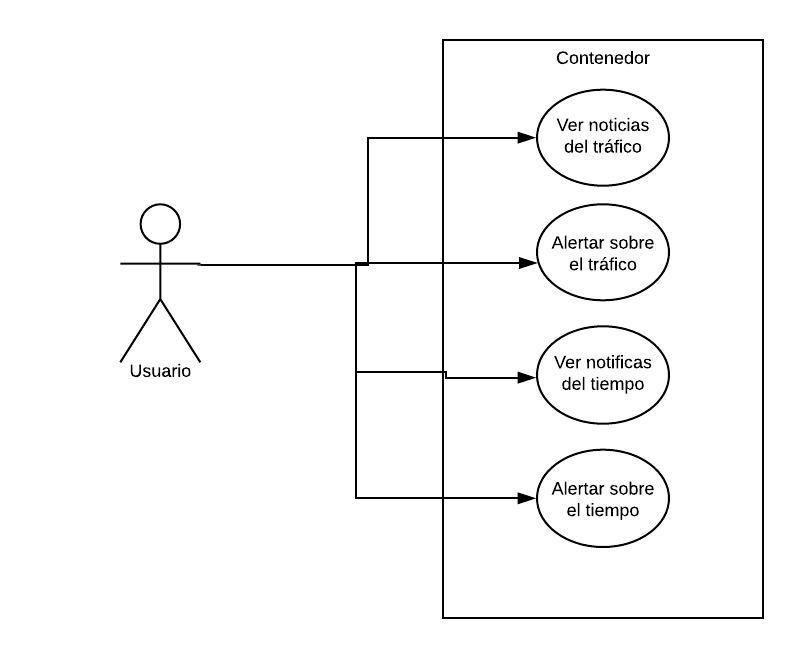 Contenedor
Ver noticias
del tráfico
Alertar sobre
el tráfico
Usuario
Ver notificas
del tiempo
Alertar sobre
el tiempo